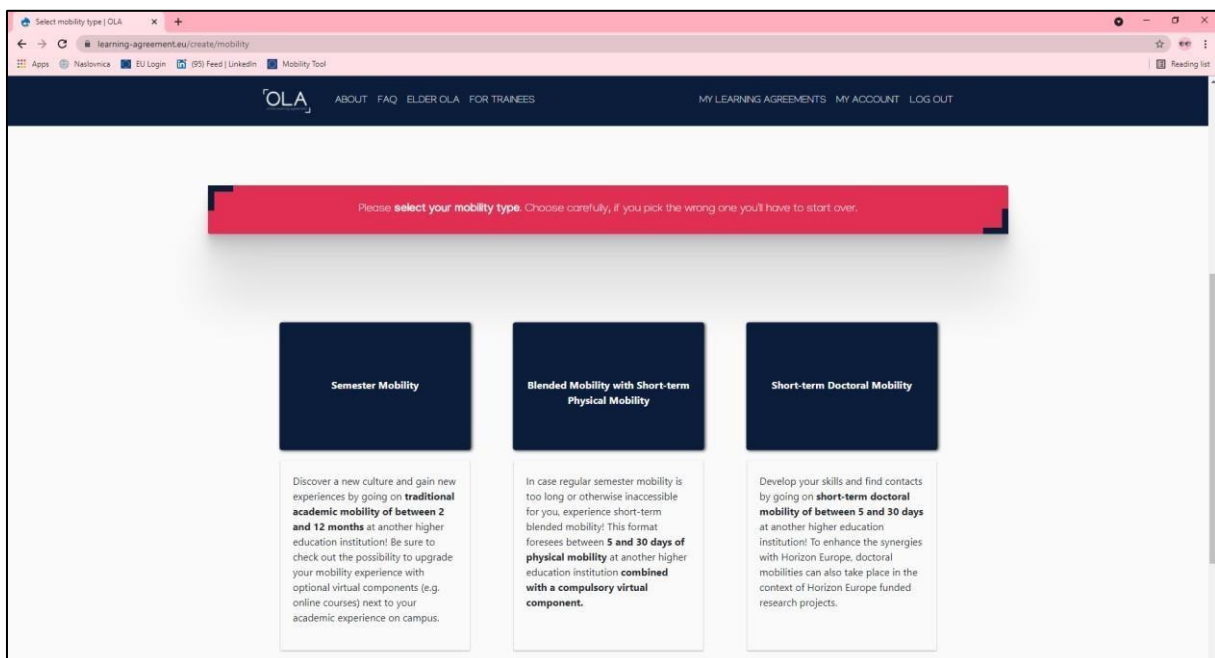 Select mobility type | OLA
learning-agreement.eu/create/mobility
Apps Naslovnica EU Login (95) Feed | LinkedIn Mobility Tool Reading list
OLA ABOUT FAQ ELDER OLA FOR TRAINEES MY LEARNING AGREEMENTS MY ACCOUNT LOG OUT
Please select your mobility type. Choose carefully, if you pick the wrong one you'll have to start over.
Semester Mobility
Discover a new culture and gain new
experiences by going on traditional
academic mobility of between 2
and 12 months at another higher
education institution! Be sure to
check out the possibility to upgrade
your mobility experience with
optional virtual components (e.g.
online courses) next to your
academic experience on campus.
Blended Mobility with Short-term
Physical Mobility
In case regular semester mobility is
too long or otherwise inaccessible
for you, experience short-term
blended mobility! This format
foresees between 5 and 30 days of
physical mobility at another higher
education institution combined
with a compulsory virtual
component.
Short-term Doctoral Mobility
Develop your skills and find contacts
by going on short-term doctoral
mobility of between 5 and 30 days
at another higher education
institution! To enhance the synergies
with Horizon Europe, doctoral
mobilities can also take place in the
context of Horizon Europe funded
research projects.